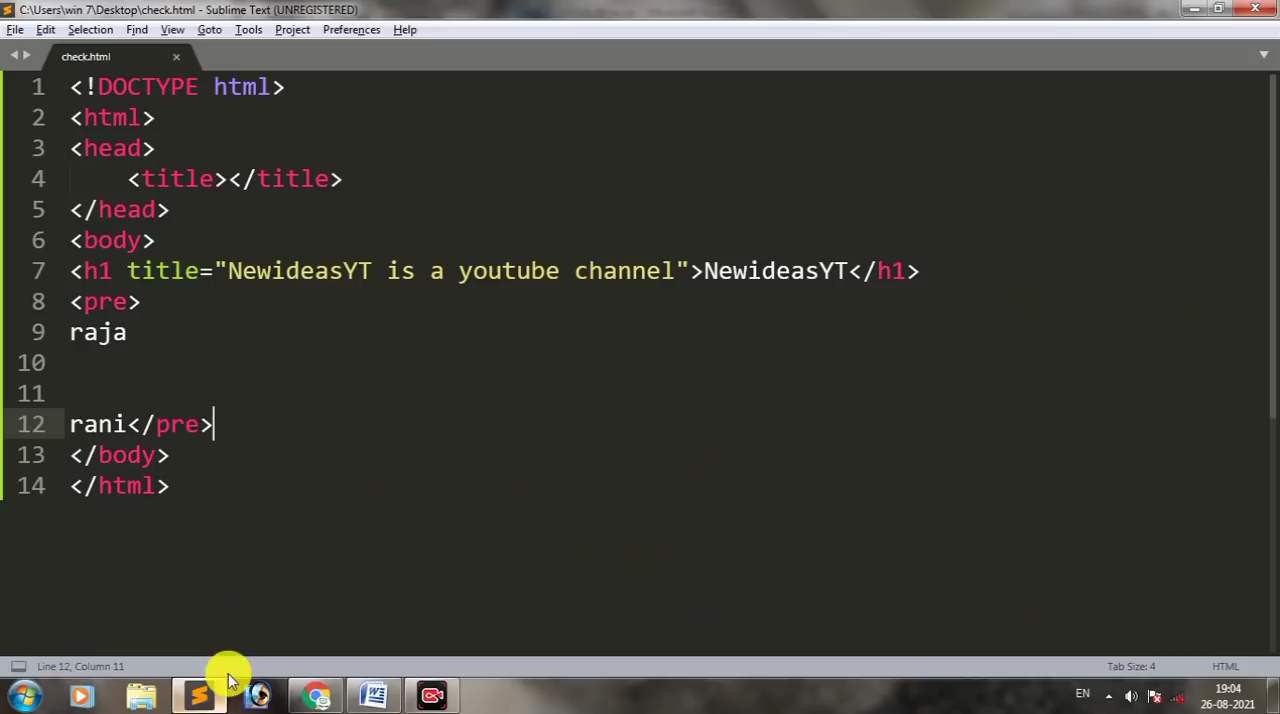 C:\Users\win 7\Desktop\check.html - Sublime Text (UNREGISTERED)
File Edit Selection Find View Goto Tools Project Preferences Help
check.html
1 <!DOCTYPE html>
2 <html>
3 <head>
4     <title></title>
5 </head>
6 <body>
7 <h1 title="NewideasYT is a youtube channel">NewideasYT</h1>
8 <pre>
9 raja
10
11
12 rani</pre>
13 </body>
14 </html>
Line 12, Column 11 Tab Size: 4 HTML
EN 19:04
26-08-2021